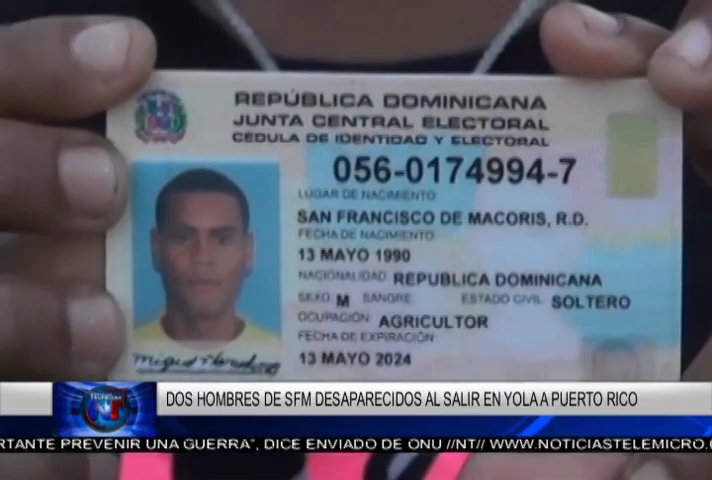 REPÚBLICA DOMINICANA
JUNTA CENTRAL ELECTORAL
CEDULA DE IDENTIDAD Y ELECTORAL
056-0174994-7
LUGAR DE NACIMIENTO
SAN FRANCISCO DE MACORIS, R.D.
FECHA DE NACIMIENTO
13 MAYO 1990
NACIONALIDAD: REPUBLICA DOMINICANA
SEXO: M SANGRE: ESTADO CIVIL: SOLTERO
OCUPACIÓN: AGRICULTOR
FECHA DE EXPIRACIÓN
13 MAYO 2024
Miguel
NT DOS HOMBRES DE SFM DESAPARECIDOS AL SALIR EN YOLA A PUERTO RICO
RTANTE PREVENIR UNA GUERRA", DICE ENVIADO DE ONU //NT// WWW.NOTICIASTELEMICRO.C